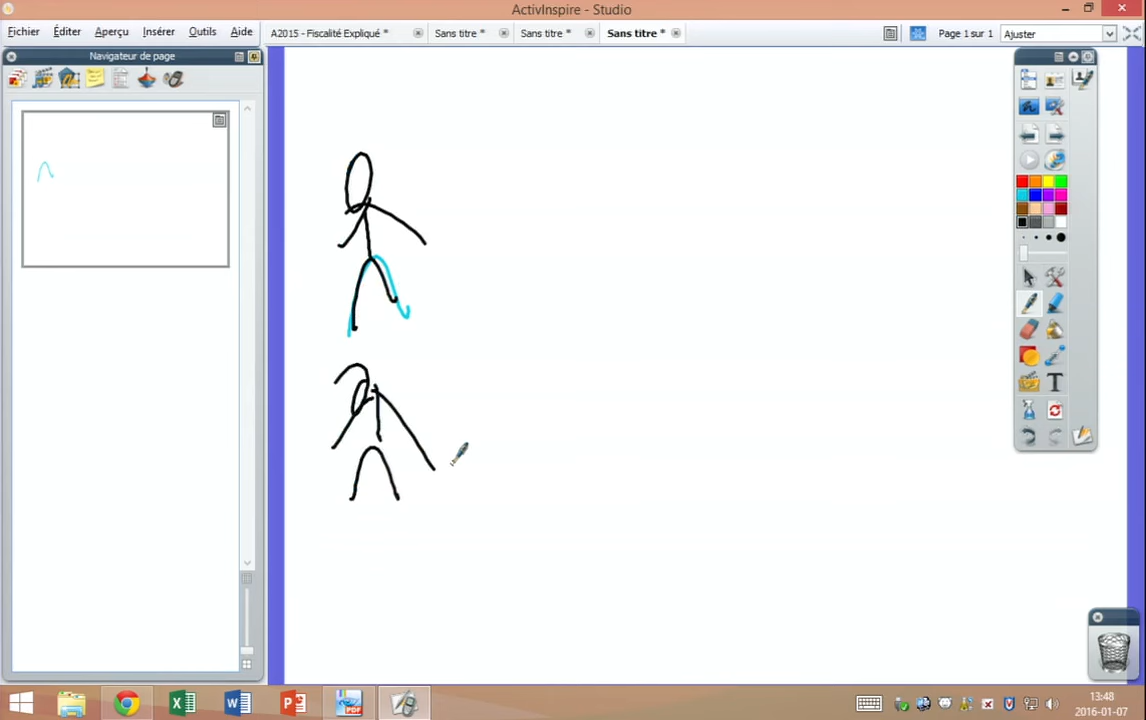 ActivInspire - Studio
Fichier Éditer Aperçu Insérer Outils Aide
A2015 - Fiscalité Expliqué *
Sans titre *
Sans titre *
Sans titre *
Page 1 sur 1
Ajuster
Navigateur de page
T
PDF
13:48
2016-01-07